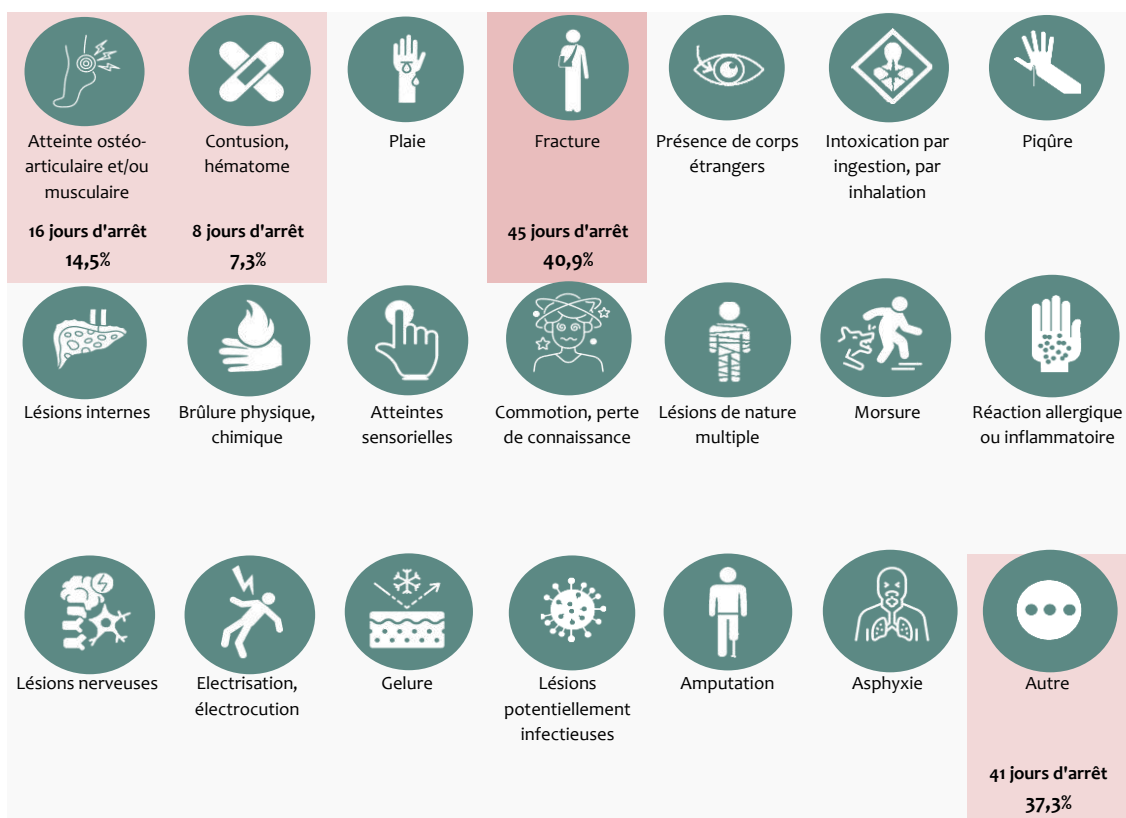 Atteinte ostéo-
articulaire et/ou
musculaire
16 jours d'arrêt
14,5%
Contusion,
hématome
8 jours d'arrêt
7,3%
Plaie
Fracture
45 jours d'arrêt
40,9%
Présence de corps
étrangers
Intoxication par
ingestion, par
inhalation
Piqûre
Lésions internes
Brûlure physique,
chimique
Atteintes
sensorielles
Commotion, perte
de connaissance
Lésions de nature
multiple
Morsure
Réaction allergique
ou inflammatoire
Lésions nerveuses
Electrisation,
électrocution
Gelure
Lésions
potentiellement
infectieuses
Amputation
Asphyxie
Autre
41 jours d'arrêt
37,3%